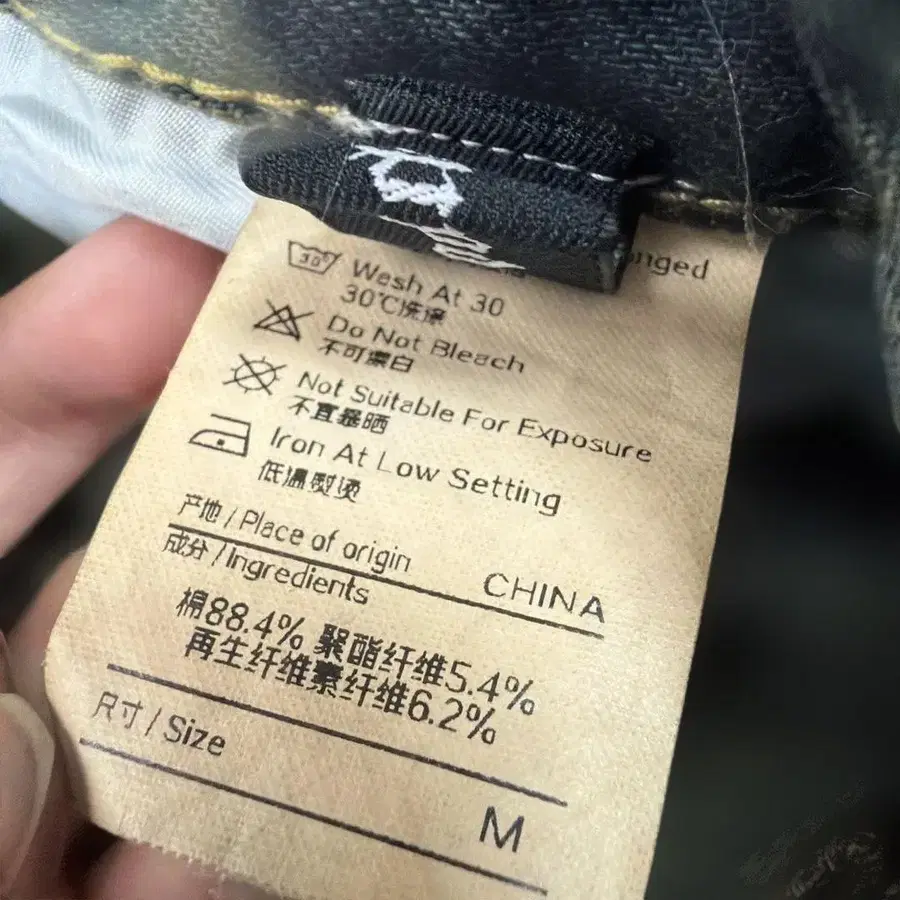 30°
Wash At 30
30℃洗涤
Do Not Bleach
不可漂白
Not Suitable For Exposure
不宜暴晒
Iron At Low Setting
低温熨烫
产地 / Place of origin
CHINA
成分 / Ingredients
棉88.4% 聚酯纤维5.4%
再生纤维素纤维6.2%
尺寸 / Size
M